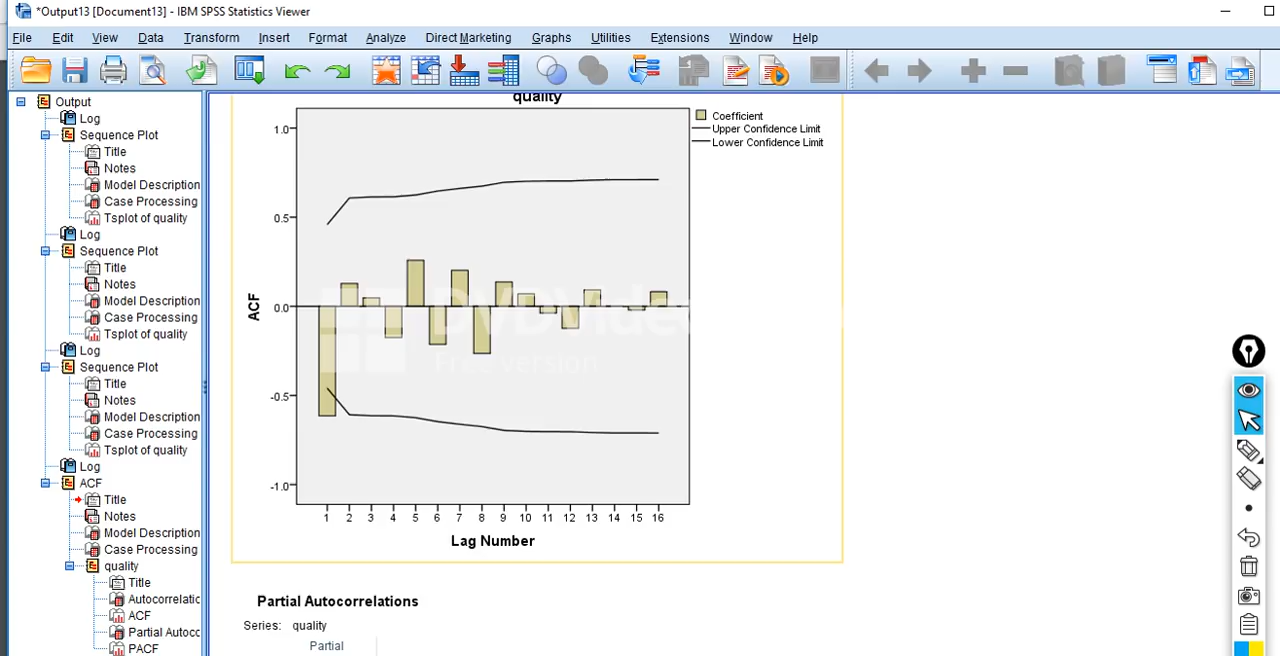 *Output13 [Document13] - IBM SPSS Statistics Viewer
File Edit View Data Transform Insert Format Analyze Direct Marketing Graphs Utilities Extensions Window Help
Output
Log
Sequence Plot
Title
Notes
Model Description
Case Processing
Tsplot of quality
Log
Sequence Plot
Title
Notes
Model Description
Case Processing
Tsplot of quality
Log
Sequence Plot
Title
Notes
Model Description
Case Processing
Tsplot of quality
Log
ACF
Title
Notes
Model Description
Case Processing
quality
Title
Autocorrelatic
ACF
Partial Autocc
PACF
quality
1.0
0.5
0.0
-0.5
-1.0
ACF
1 2 3 4 5 6 7 8 9 10 11 12 13 14 15 16
Lag Number
Coefficient
Upper Confidence Limit
Lower Confidence Limit
DVDVide
Free version
Partial Autocorrelations
Series: quality
Partial